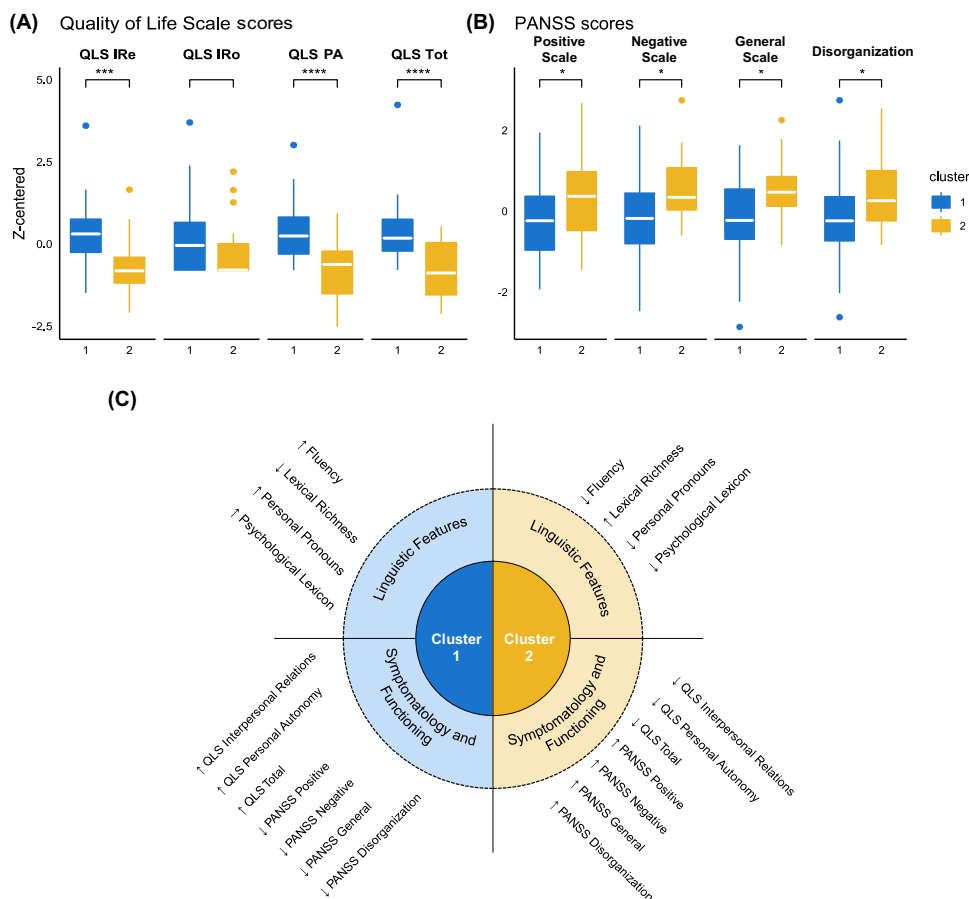 (A) Quality of Life Scale scores
QLS IRe QLS IRo QLS PA QLS Tot
*** **** ****
5.0
2.5
0.0
-2.5
Z-centered
1 2 1 2 1 2 1 2
(B) PANSS scores
Positive Scale
Negative Scale
General Scale
Disorganization
* * * *
2
0
-2
1 2 1 2 1 2 1 2
cluster
1
2
(C)
↑ Fluency
↓ Lexical Richness
↑ Personal Pronouns
↑ Psychological Lexicon
↓ Fluency
↑ Lexical Richness
↓ Personal Pronouns
↓ Psychological Lexicon
Linguistic Features
Linguistic Features
Cluster
1
Cluster
2
Symptomatology and
Functioning
Symptomatology and
Functioning
↑ QLS Interpersonal Relations
↑ QLS Personal Autonomy
↑ QLS Total
↓ PANSS Positive
↓ PANSS Negative
↓ PANSS General
↓ PANSS Disorganization
↓ QLS Interpersonal Relations
↓ QLS Personal Autonomy
↓ QLS Total
↑ PANSS Positive
↑ PANSS Negative
↑ PANSS General
↑ PANSS Disorganization